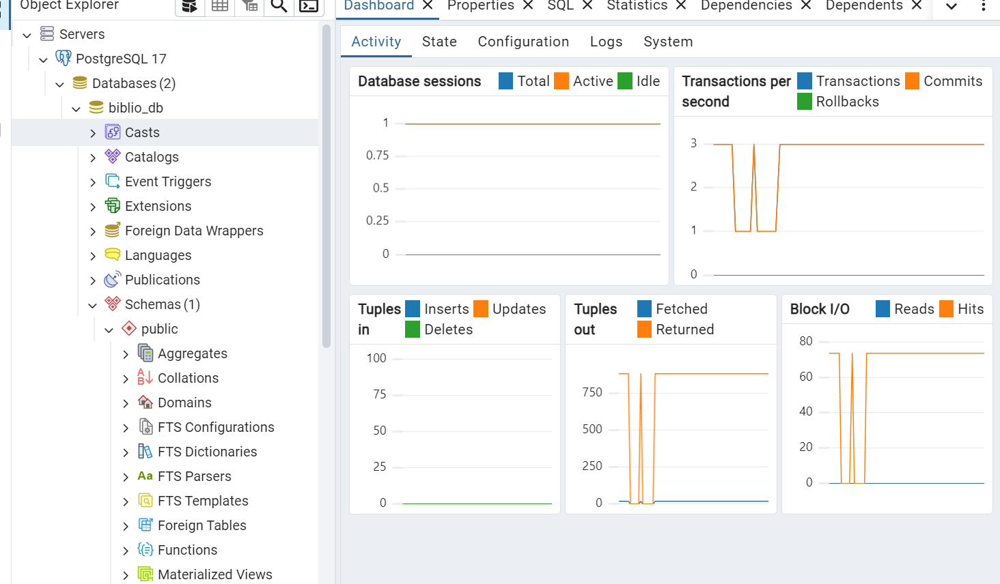 Object Explorer
Servers
PostgreSQL 17
Databases (2)
biblio_db
Casts
Catalogs
Event Triggers
Extensions
Foreign Data Wrappers
Languages
Publications
Schemas (1)
public
Aggregates
Collations
Domains
FTS Configurations
FTS Dictionaries
Aa FTS Parsers
FTS Templates
Foreign Tables
Functions
Materialized Views
Dashboard Properties SQL Statistics Dependencies Dependents
Activity State Configuration Logs System
Database sessions Total Active Idle
1
0.75
0.5
0.25
0
Transactions per second Transactions Commits
Rollbacks
3
2
1
0
Tuples in Inserts Updates
Deletes
100
75
50
25
0
Tuples out Fetched
Returned
750
500
250
0
Block I/O Reads Hits
80
60
40
20
0